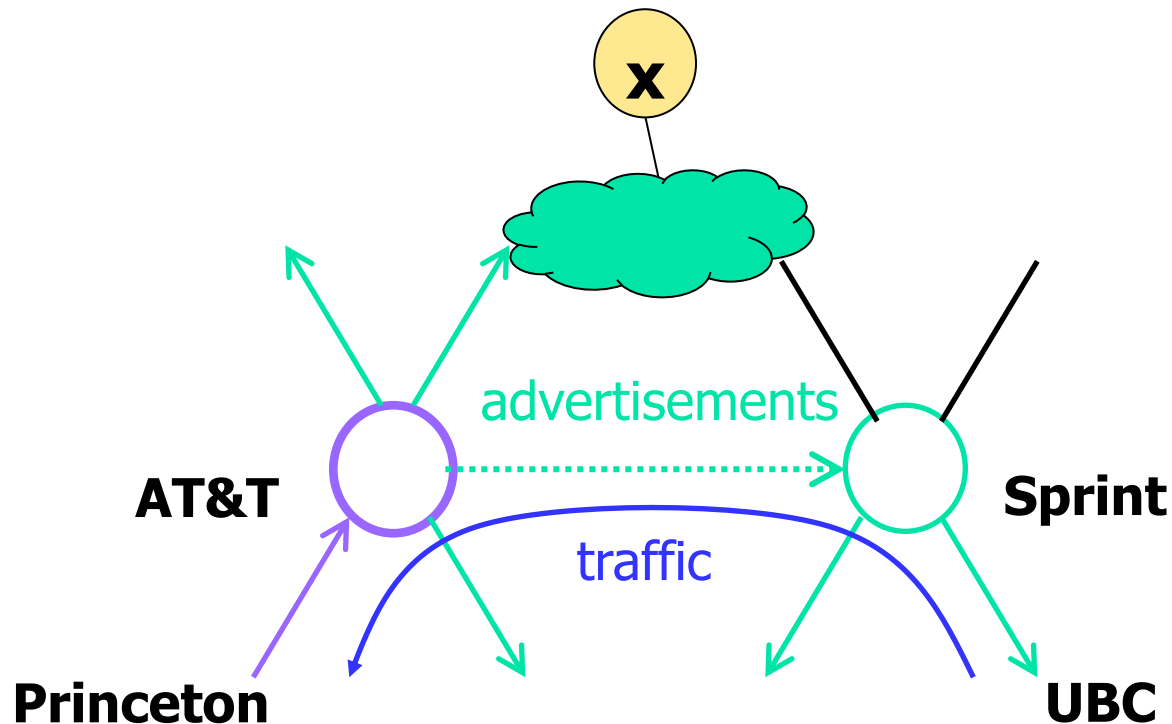 x
advertisements
AT&T
Sprint
traffic
Princeton
UBC